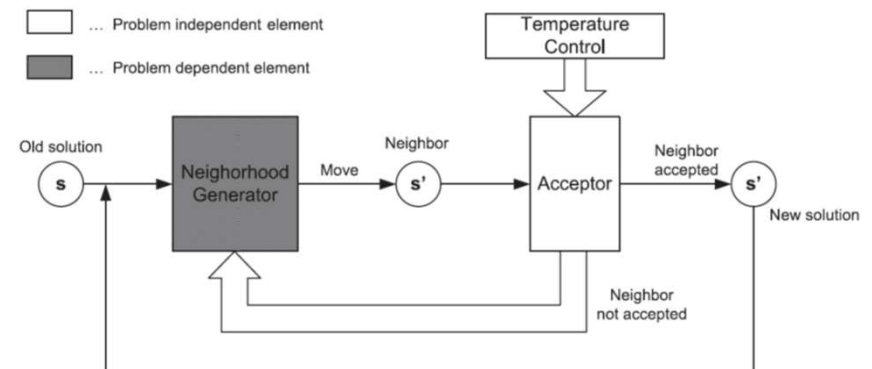 ... Problem independent element
... Problem dependent element
Temperature
Control
Old solution
s
Neighorhood
Generator
Move
Neighbor
s'
Acceptor
Neighbor
accepted
s'
New solution
Neighbor
not accepted